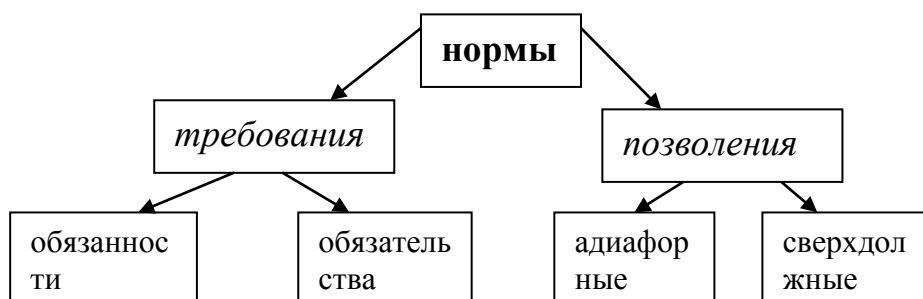 нормы
требования
позволения
обязаннос
ти
обязатель
ства
адиафор
ные
сверхдол
жные